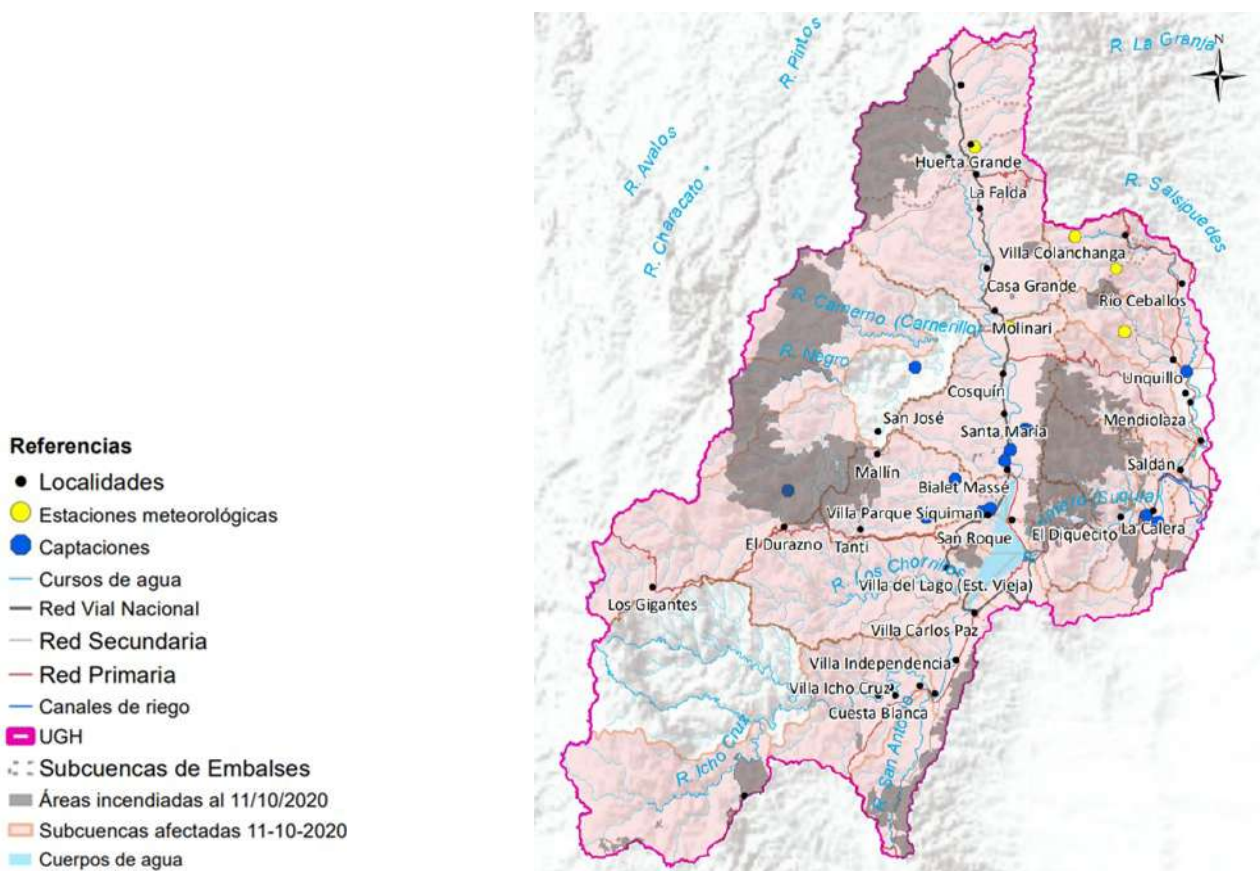 Referencias
Localidades
Estaciones meteorológicas
Captaciones
Cursos de agua
Red Vial Nacional
Red Secundaria
Red Primaria
Canales de riego
UGH
Subcuencas de Embalses
Áreas incendiadas al 11/10/2020
Subcuencas afectadas 11-10-2020
Cuerpos de agua
R. Pintos
R. La Granja
N
R. Avalos
R. Characato
Huerta Grande
La Falda
R. Salsipuedes
Villa Colanchanga
Casa Grande
Río Ceballos
R. Camerno (Carnerillo)
Molinari
R. Negro
Cosquín
Unquillo
San José
Santa María
Mendiolaza
Mallín
Saldán
Bialet Massé
(Suquía)
Villa Parque Siquiman
El Durazno
Tanti
San Roque
El Diquecito
La Calera
R. Los Chorrillos
Villa del Lago (Est. Vieja)
Los Gigantes
Villa Carlos Paz
Villa Independencia
Villa Icho Cruz
Cuesta Blanca
R. Icho Cruz
R. San Antonio